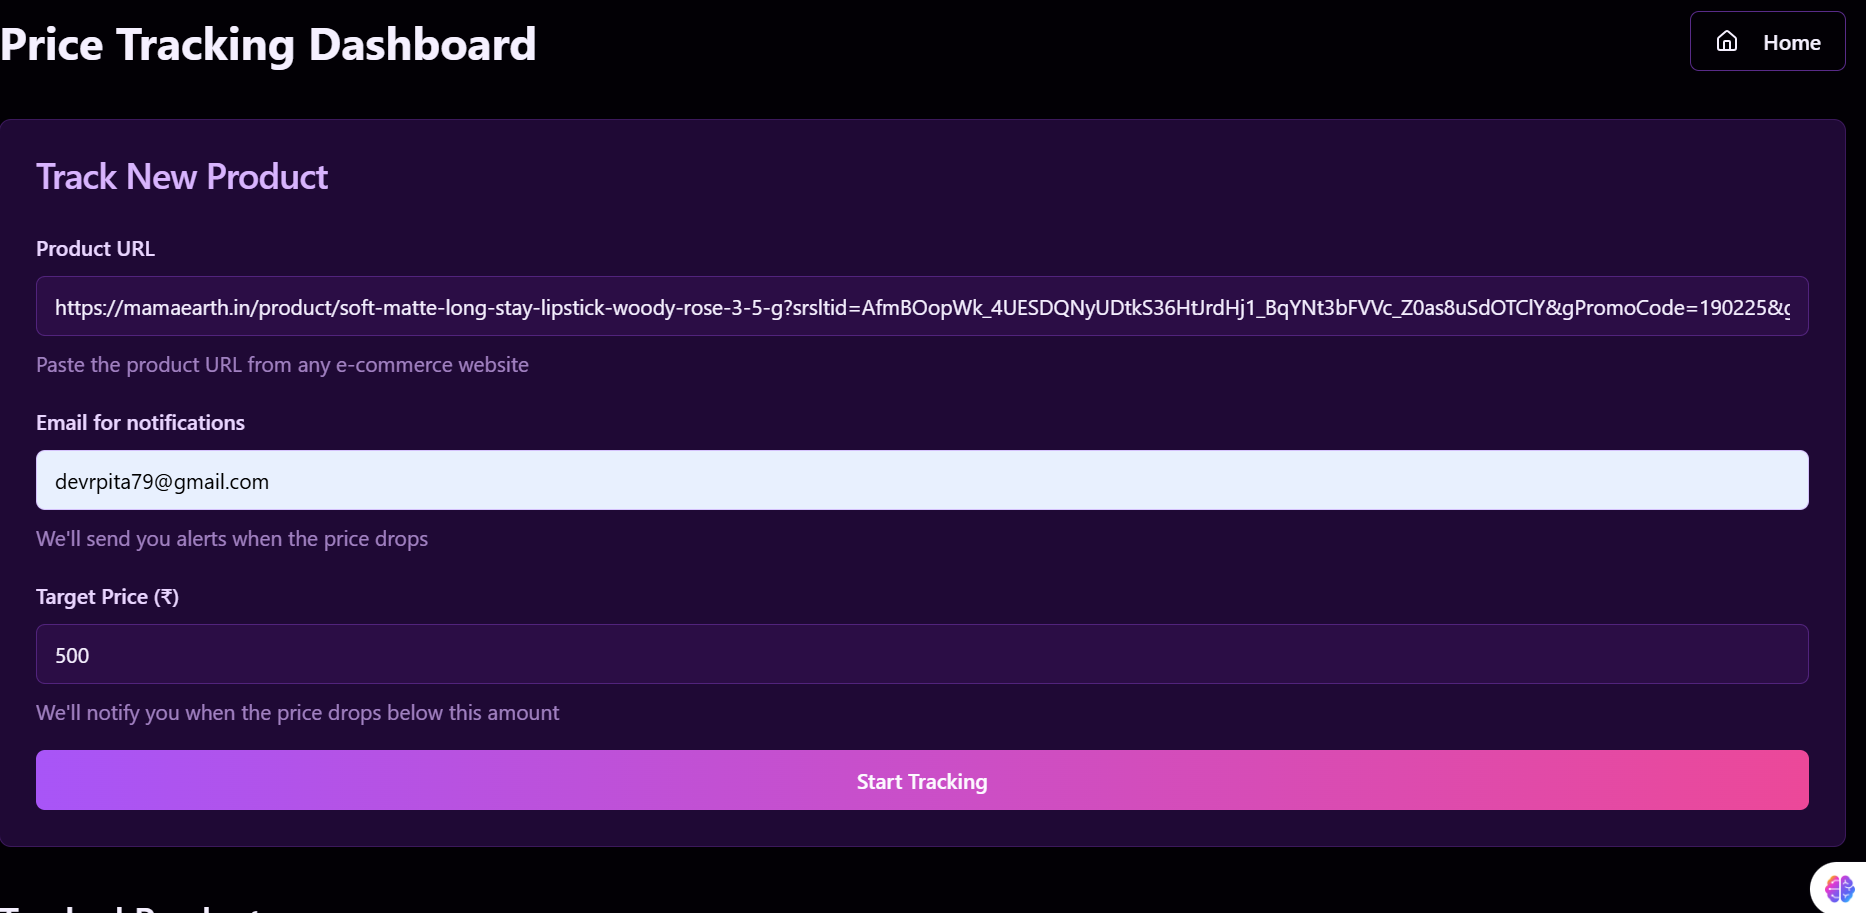 Price Tracking Dashboard
Home
Track New Product
Product URL
https://mamaearth.in/product/soft-matte-long-stay-lipstick-woody-rose-3-5-g?srsltid=AfmBOopWk_4UESDQNyUDtkS36HtJrdHj1_BqYNt3bFVVc_Z0as8uSdOTClY&gPromoCode=190225&g
Paste the product URL from any e-commerce website
Email for notifications
devrpita79@gmail.com
We'll send you alerts when the price drops
Target Price (₹)
500
We'll notify you when the price drops below this amount
Start Tracking